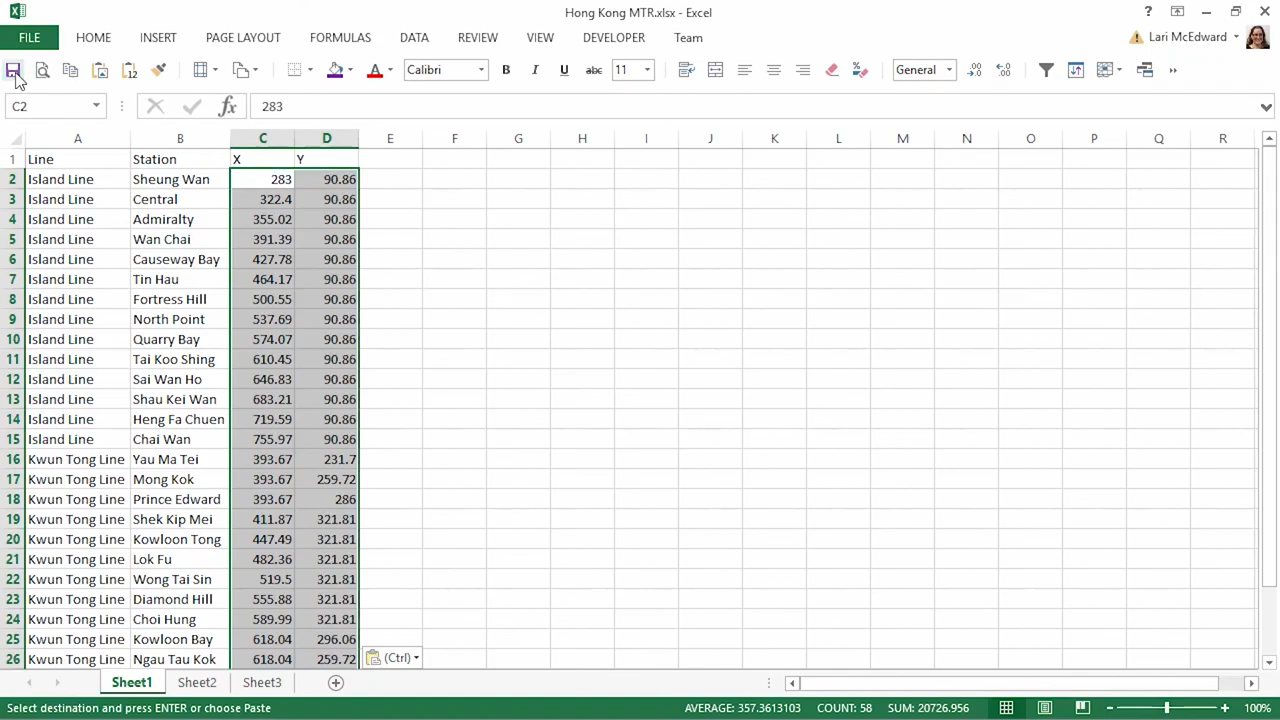 Hong Kong MTR.xlsx - Excel
FILE HOME INSERT PAGE LAYOUT FORMULAS DATA REVIEW VIEW DEVELOPER Team Lari McEdward
12 Calibri B I U abc 11 General
C2 fx 283
A B C D E F G H I J K L M N O P Q R
1 Line Station X Y
2 Island Line Sheung Wan 283 90.86
3 Island Line Central 322.4 90.86
4 Island Line Admiralty 355.02 90.86
5 Island Line Wan Chai 391.39 90.86
6 Island Line Causeway Bay 427.78 90.86
7 Island Line Tin Hau 464.17 90.86
8 Island Line Fortress Hill 500.55 90.86
9 Island Line North Point 537.69 90.86
10 Island Line Quarry Bay 574.07 90.86
11 Island Line Tai Koo Shing 610.45 90.86
12 Island Line Sai Wan Ho 646.83 90.86
13 Island Line Shau Kei Wan 683.21 90.86
14 Island Line Heng Fa Chuen 719.59 90.86
15 Island Line Chai Wan 755.97 90.86
16 Kwun Tong Line Yau Ma Tei 393.67 231.7
17 Kwun Tong Line Mong Kok 393.67 259.72
18 Kwun Tong Line Prince Edward 393.67 286
19 Kwun Tong Line Shek Kip Mei 411.87 321.81
20 Kwun Tong Line Kowloon Tong 447.49 321.81
21 Kwun Tong Line Lok Fu 482.36 321.81
22 Kwun Tong Line Wong Tai Sin 519.5 321.81
23 Kwun Tong Line Diamond Hill 555.88 321.81
24 Kwun Tong Line Choi Hung 589.99 321.81
25 Kwun Tong Line Kowloon Bay 618.04 296.06
26 Kwun Tong Line Ngau Tau Kok 618.04 259.72 (Ctrl)
Sheet1 Sheet2 Sheet3
Select destination and press ENTER or choose Paste AVERAGE: 357.3613103 COUNT: 58 SUM: 20726.956 100%